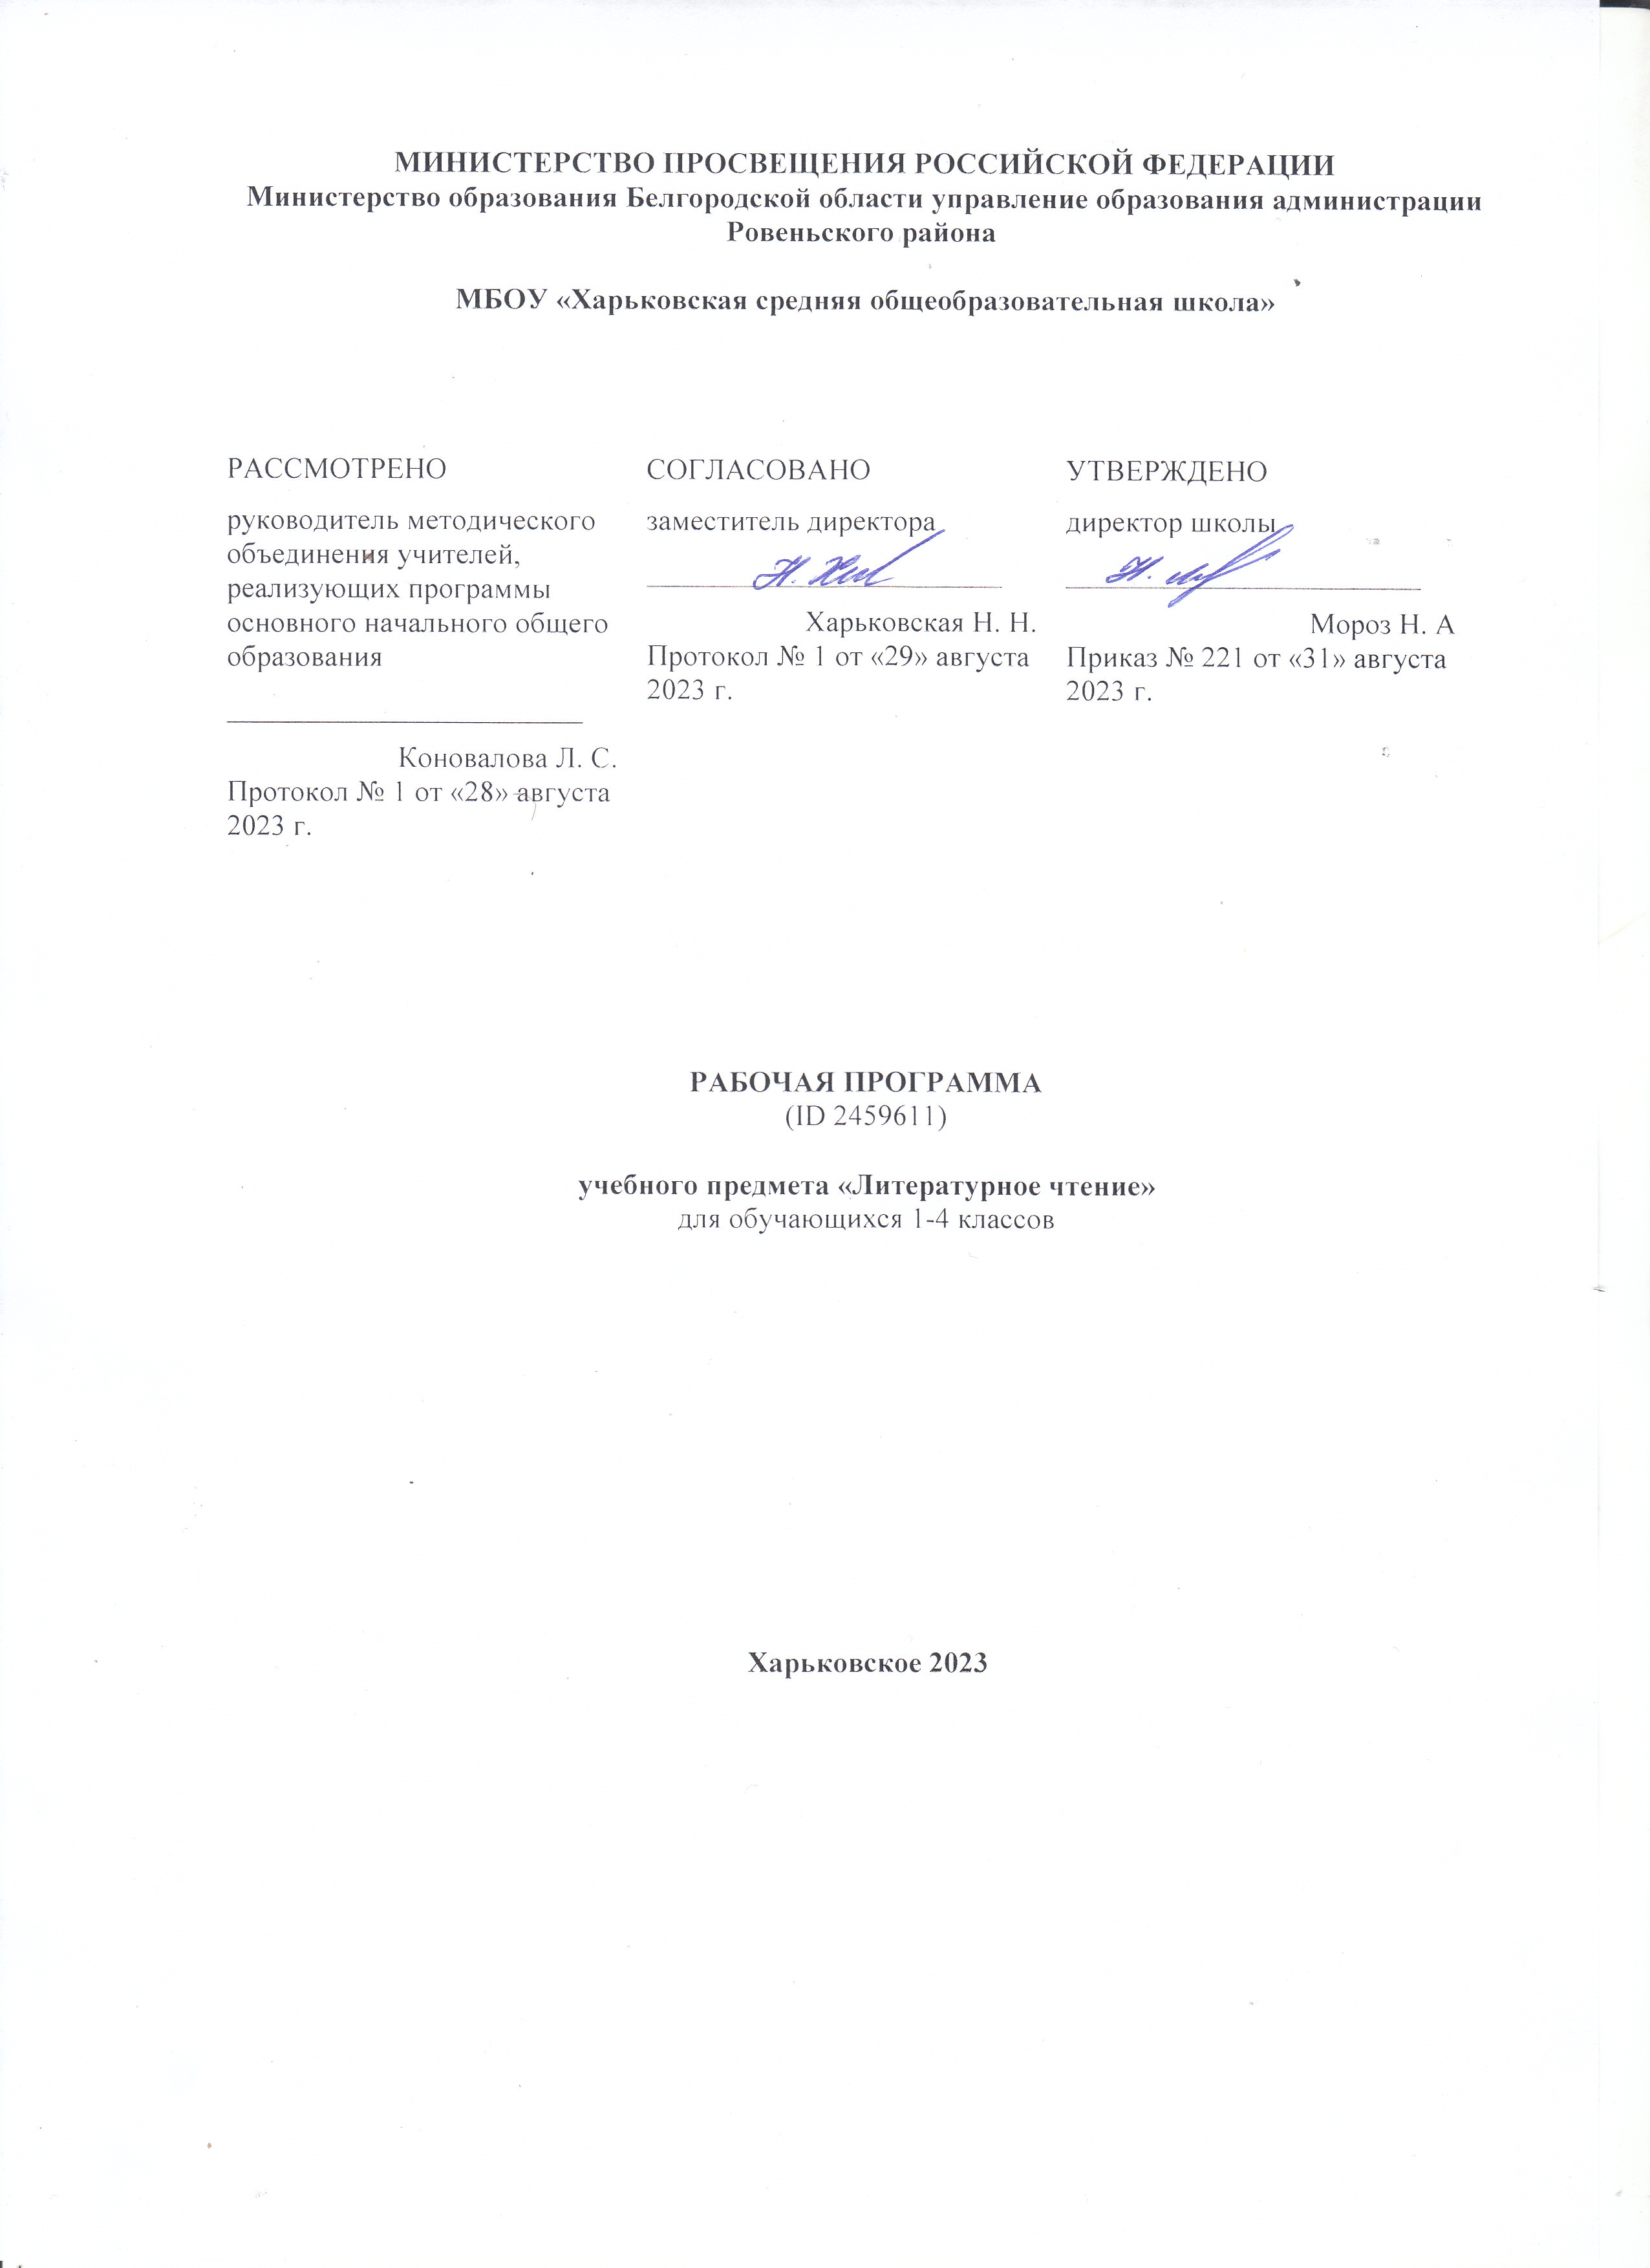 МИНИСТЕРСТВО ПРОСВЕЩЕНИЯ РОССИЙСКОЙ ФЕДЕРАЦИИ
Министерство образования Белгородской области управление образования администрации
Ровеньского района
МБОУ «Харьковская средняя общеобразовательная школа»
РАССМОТРЕНО
руководитель методического
объединения учителей,
реализующих программы
основного начального общего
образования
Коновалова Л. С.
Протокол № 1 от «28» августа
2023 г.
СОГЛАСОВАНО
заместитель директора
Харьковская Н. Н.
Протокол № 1 от «29» августа
2023 г.
УТВЕРЖДЕНО
директор школы
Мороз Н. А
Приказ № 221 от «31» августа
2023 г.
РАБОЧАЯ ПРОГРАММА
(ID 2459611)
учебного предмета «Литературное чтение»
для обучающихся 1-4 классов
Харьковское 2023